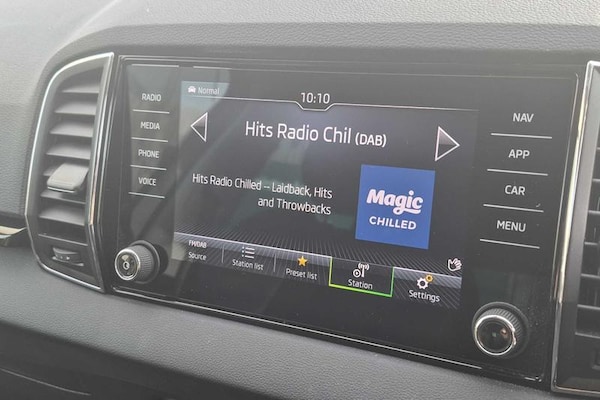 RADIO
MEDIA
PHONE
VOICE
Normal
10:10
Hits Radio Chil (DAB)
Hits Radio Chilled – Laidback, Hits
and Throwbacks
Magic
CHILLED
FM/DAB
Source
Station list
Preset list
Station
Settings
NAV
APP
CAR
MENU